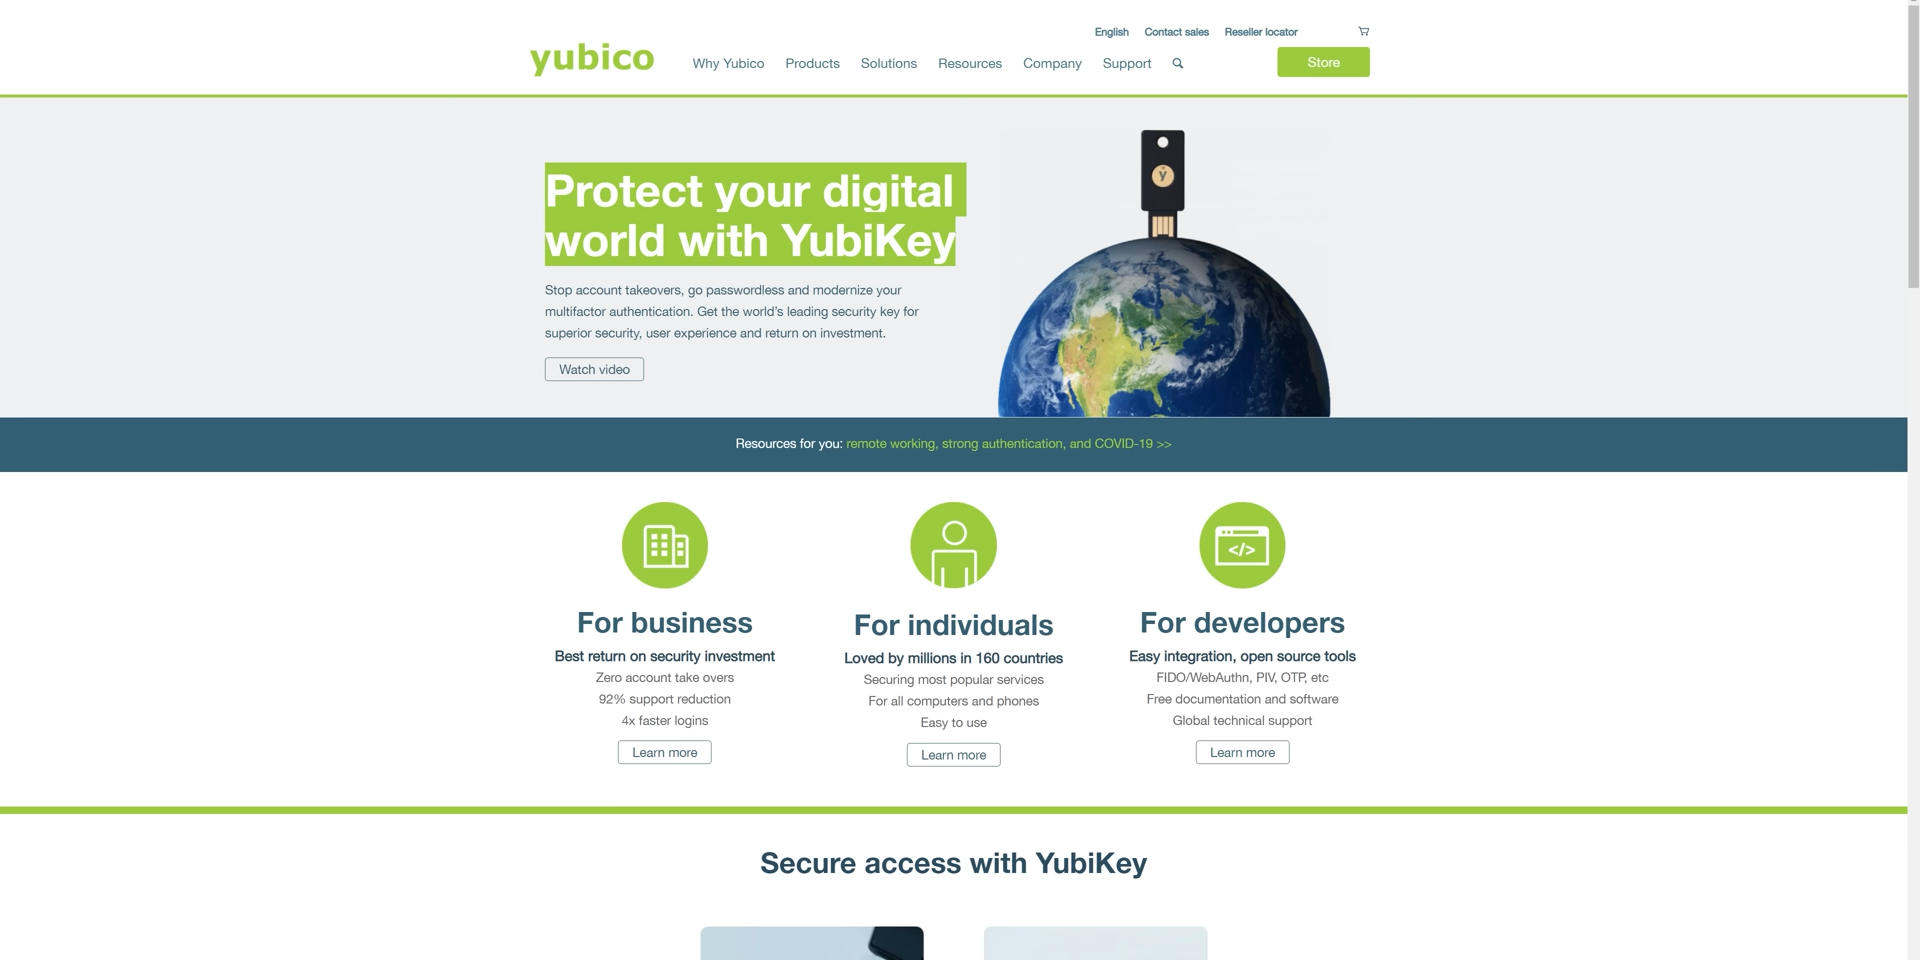 English Contact sales Reseller locator
yubico
Why Yubico Products Solutions Resources Company Support Store
Protect your digital
world with YubiKey
Stop account takeovers, go passwordless and modernize your
multifactor authentication. Get the world's leading security key for
superior security, user experience and return on investment.
Watch video
y
Resources for you: remote working, strong authentication, and COVID-19 >>
For business
Best return on security investment
Zero account take overs
92% support reduction
4x faster logins
Learn more
For individuals
Loved by millions in 160 countries
Securing most popular services
For all computers and phones
Easy to use
Learn more
</>
For developers
Easy integration, open source tools
FIDO/WebAuthn, PIV, OTP, etc
Free documentation and software
Global technical support
Learn more
Secure access with YubiKey